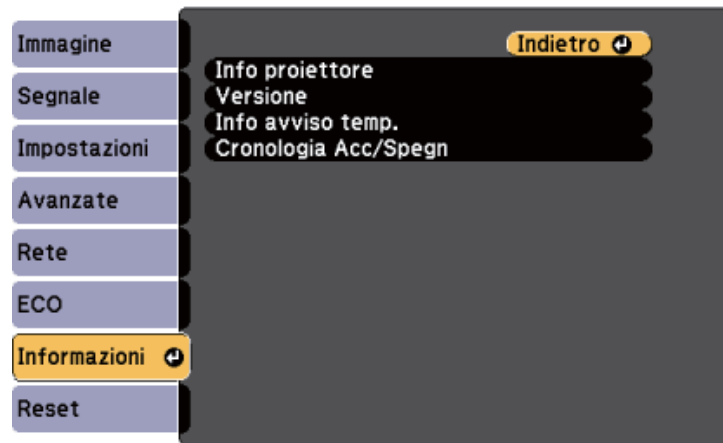 Immagine
Segnale
Impostazioni
Avanzate
Rete
ECO
Informazioni
Reset
Indietro
Info proiettore
Versione
Info avviso temp.
Cronologia Acc/Spegn